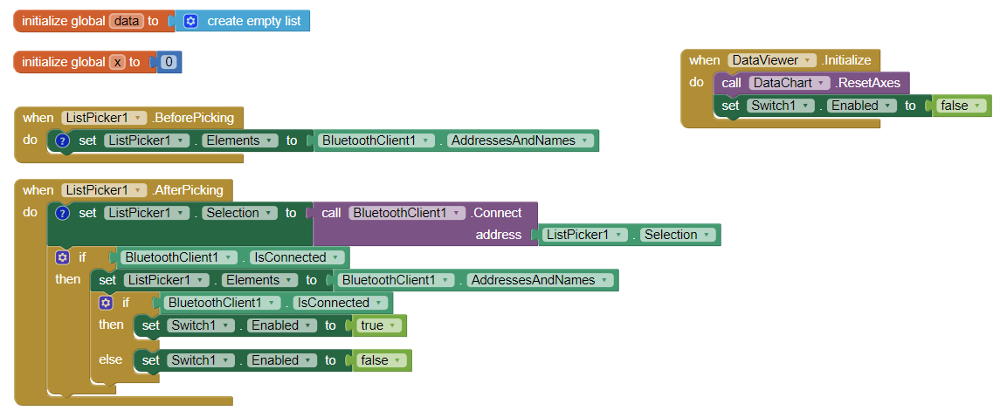 initialize global data to create empty list
initialize global x to 0
when DataViewer .Initialize
do call DataChart .ResetAxes
set Switch1 . Enabled to false
when ListPicker1 .BeforePicking
do ? set ListPicker1 . Elements to BluetoothClient1 . AddressesAndNames
when ListPicker1 .AfterPicking
do ? set ListPicker1 . Selection to call BluetoothClient1 .Connect
address ListPicker1 . Selection
if BluetoothClient1 . IsConnected
then set ListPicker1 . Elements to BluetoothClient1 . AddressesAndNames
if BluetoothClient1 . IsConnected
then set Switch1 . Enabled to true
else set Switch1 . Enabled to false